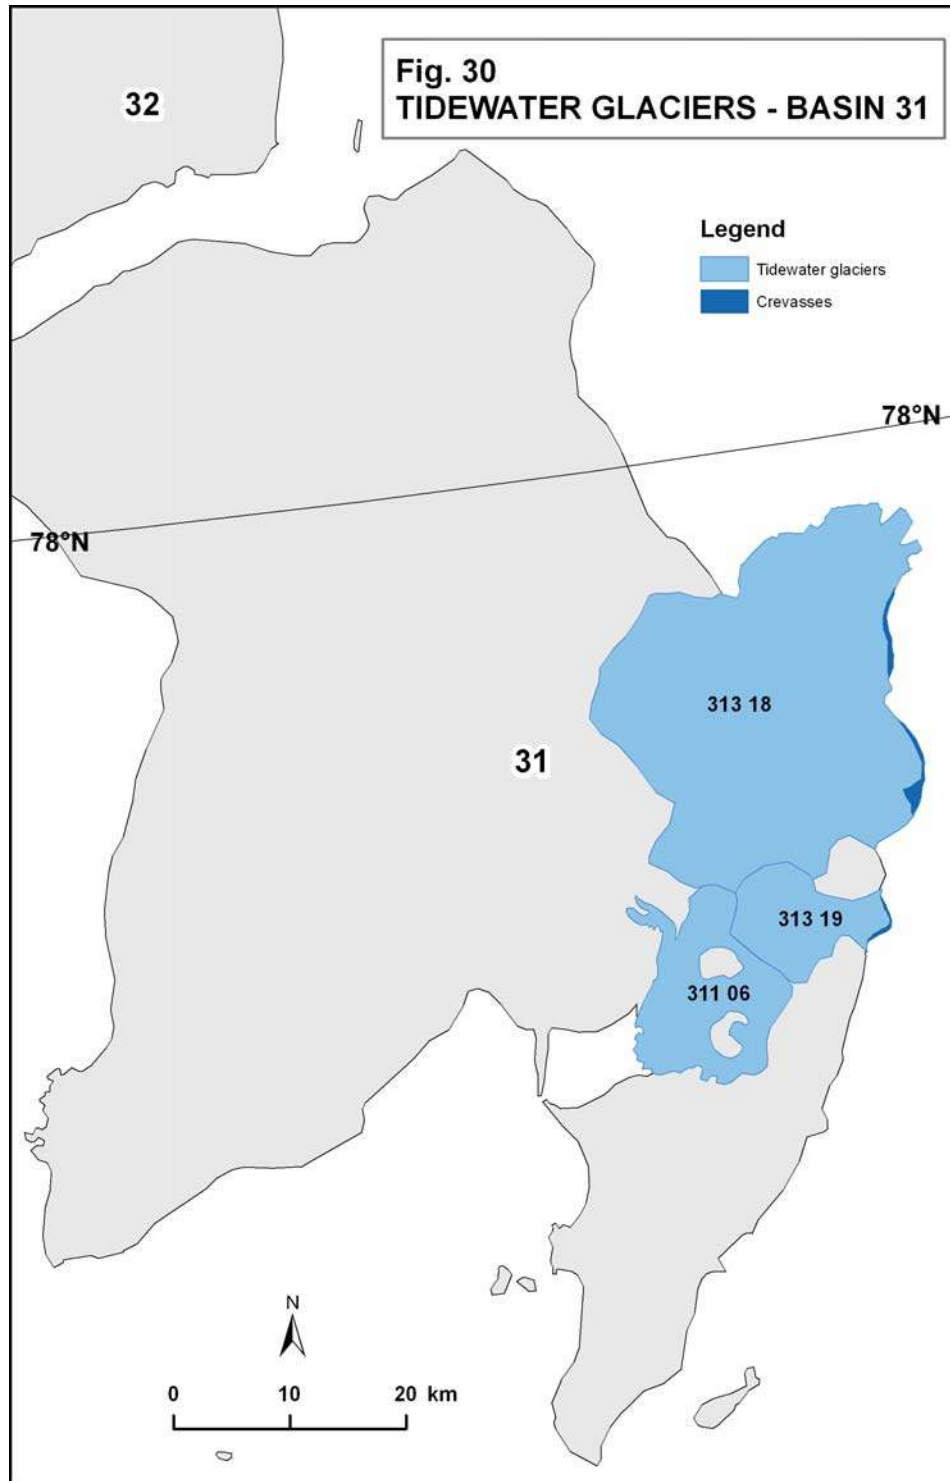 Fig. 30
TIDEWATER GLACIERS - BASIN 31
32
Legend
Tidewater glaciers
Crevasses
78°N
78°N
313 18
31
313 19
311 06
N
0 10 20 km